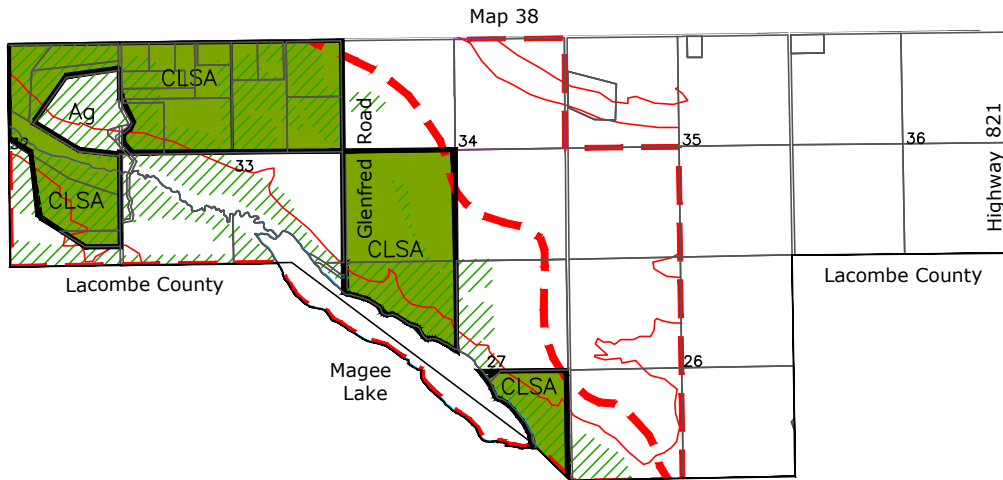 Map 38
CLSA
Ag
Road
34
35
36
Highway 821
32
33
CLSA
Glenfred
CLSA
Lacombe County
Lacombe County
27
26
Magee
Lake
CLSA